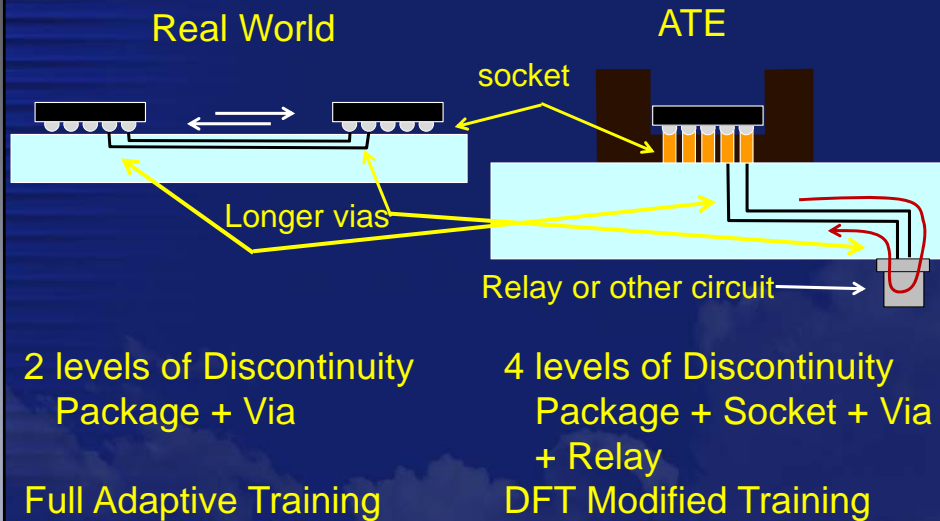 Real World
ATE
socket
Longer vias
Relay or other circuit
2 levels of Discontinuity
Package + Via
Full Adaptive Training
4 levels of Discontinuity
Package + Socket + Via
+ Relay
DFT Modified Training